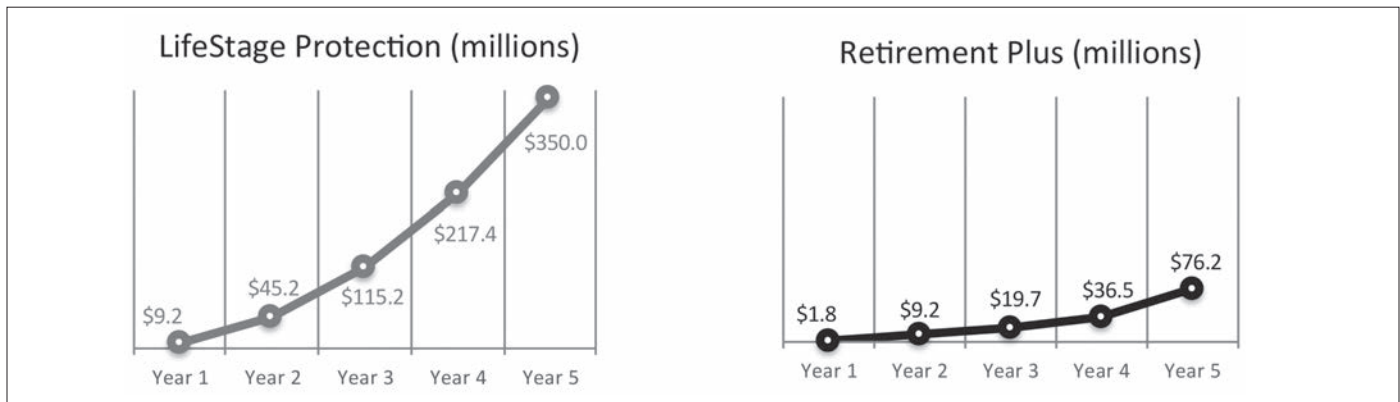 LifeStage Protection (millions)
$9.2
$45.2
$115.2
$217.4
$350.0
Year 1 Year 2 Year 3 Year 4 Year 5
Retirement Plus (millions)
$1.8
$9.2
$19.7
$36.5
$76.2
Year 1 Year 2 Year 3 Year 4 Year 5